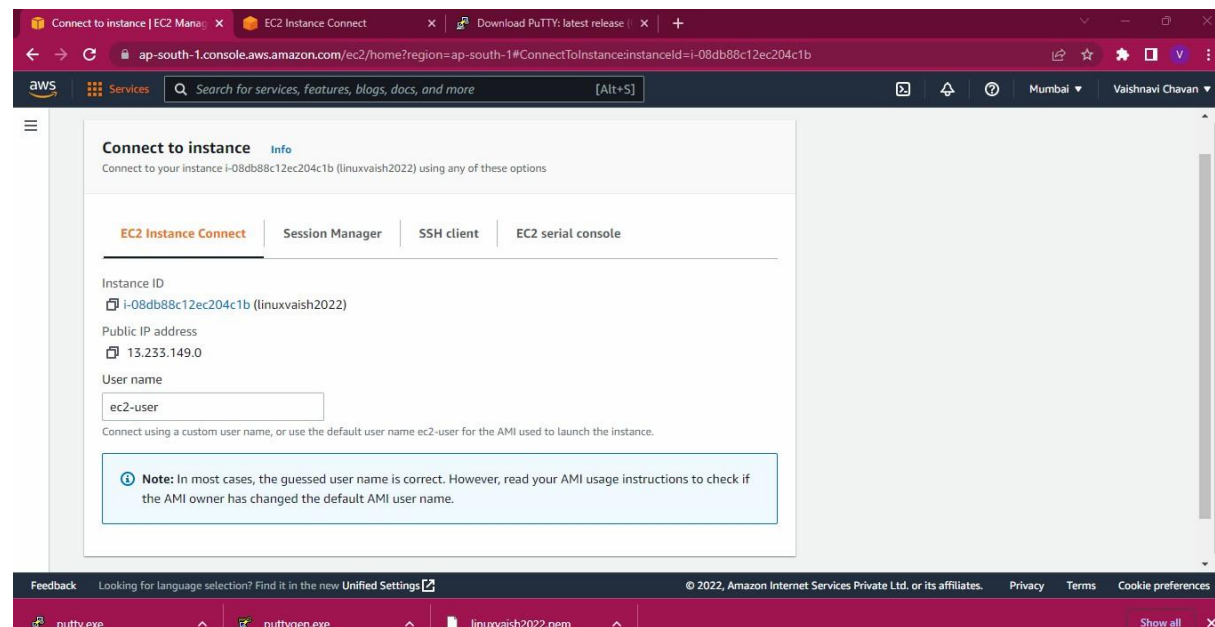 Connect to instance | EC2 Manag
EC2 Instance Connect
Download PuTTY: latest release (
ap-south-1.console.aws.amazon.com/ec2/home?region=ap-south-1#ConnectToInstance:instanceId=i-08db88c12ec204c1b
V
aws
Services
Search for services, features, blogs, docs, and more [Alt+S]
Mumbai
Vaishnavi Chavan
Connect to instance Info
Connect to your instance i-08db88c12ec204c1b (linuxvaish2022) using any of these options
EC2 Instance Connect
Session Manager
SSH client
EC2 serial console
Instance ID
i-08db88c12ec204c1b (linuxvaish2022)
Public IP address
13.233.149.0
User name
ec2-user
Connect using a custom user name, or use the default user name ec2-user for the AMI used to launch the instance.
Note: In most cases, the guessed user name is correct. However, read your AMI usage instructions to check if
the AMI owner has changed the default AMI user name.
Feedback
Looking for language selection? Find it in the new Unified Settings
© 2022, Amazon Internet Services Private Ltd. or its affiliates.
Privacy
Terms
Cookie preferences
putty.exe
puttygen.exe
linuxvaish2022.pem
Show all